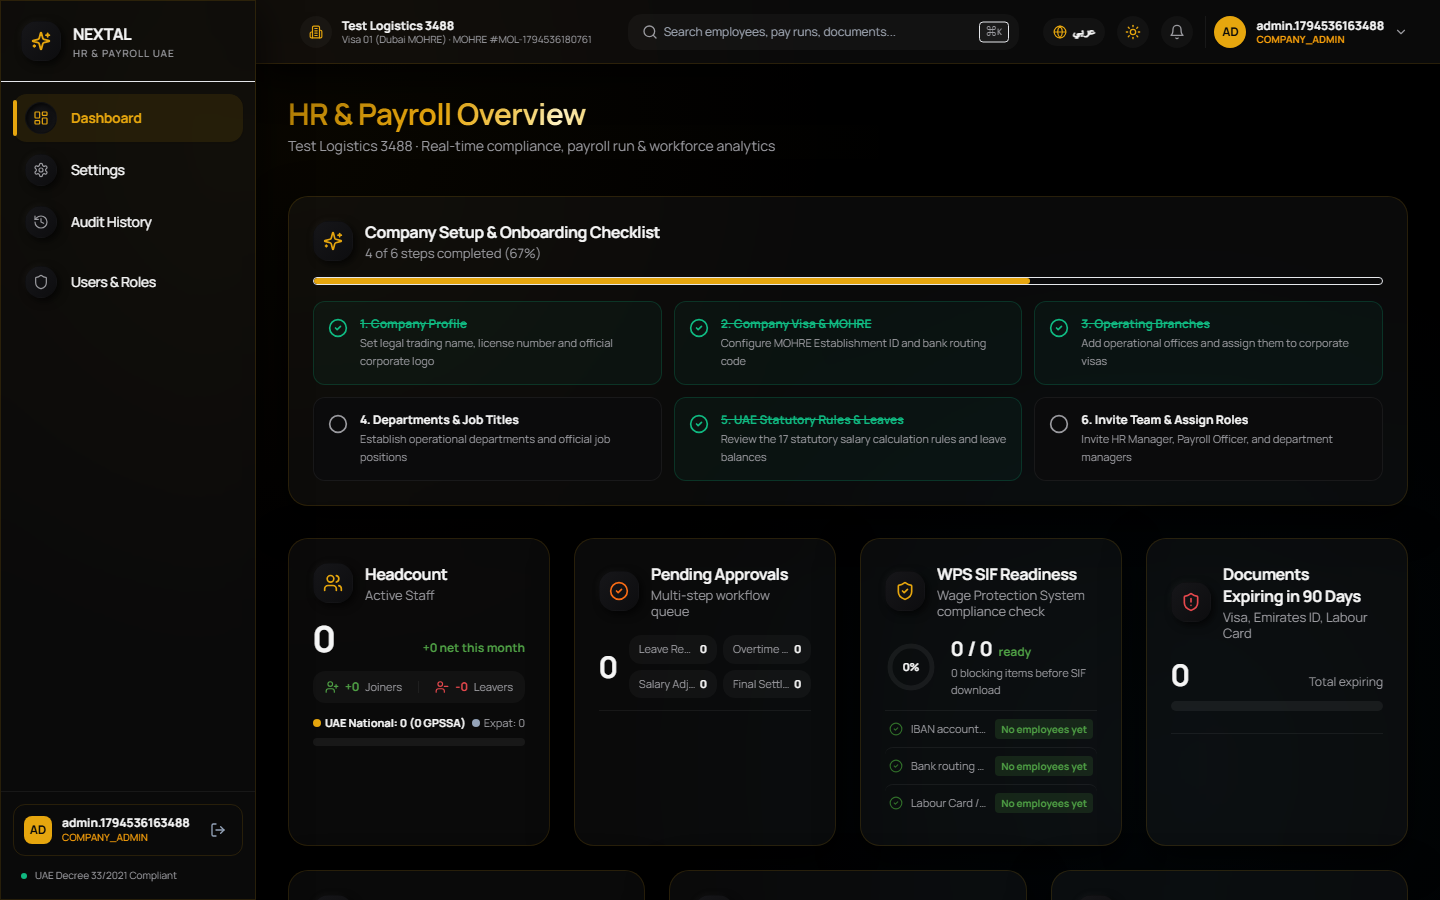 NEXTAL
HR & PAYROLL UAE
Dashboard
Settings
Audit History
Users & Roles
AD
admin.1794536163488
COMPANY_ADMIN
UAE Decree 33/2021 Compliant
Test Logistics 3488
Visa 01 (Dubai MOHRE) · MOHRE #MOL-1794536180761
Search employees, pay runs, documents...
⌘K
عربي
AD
admin.1794536163488
COMPANY_ADMIN
HR & Payroll Overview
Test Logistics 3488 · Real-time compliance, payroll run & workforce analytics
Company Setup & Onboarding Checklist
4 of 6 steps completed (67%)
1. Company Profile
Set legal trading name, license number and official
corporate logo
2. Company Visa & MOHRE
Configure MOHRE Establishment ID and bank routing
code
3. Operating Branches
Add operational offices and assign them to corporate
visas
4. Departments & Job Titles
Establish operational departments and official job
positions
5. UAE Statutory Rules & Leaves
Review the 17 statutory salary calculation rules and leave
balances
6. Invite Team & Assign Roles
Invite HR Manager, Payroll Officer, and department
managers
Headcount
Active Staff
0
+0 net this month
+0 Joiners
-0 Leavers
UAE National: 0 (0 GPSSA)
Expat: 0
Pending Approvals
Multi-step workflow
queue
0
Leave Re... 0
Overtime ... 0
Salary Adj... 0
Final Settl... 0
WPS SIF Readiness
Wage Protection System
compliance check
0%
0 / 0 ready
0 blocking items before SIF
download
IBAN account... No employees yet
Bank routing ... No employees yet
Labour Card /... No employees yet
Documents
Expiring in 90 Days
Visa, Emirates ID, Labour
Card
0
Total expiring